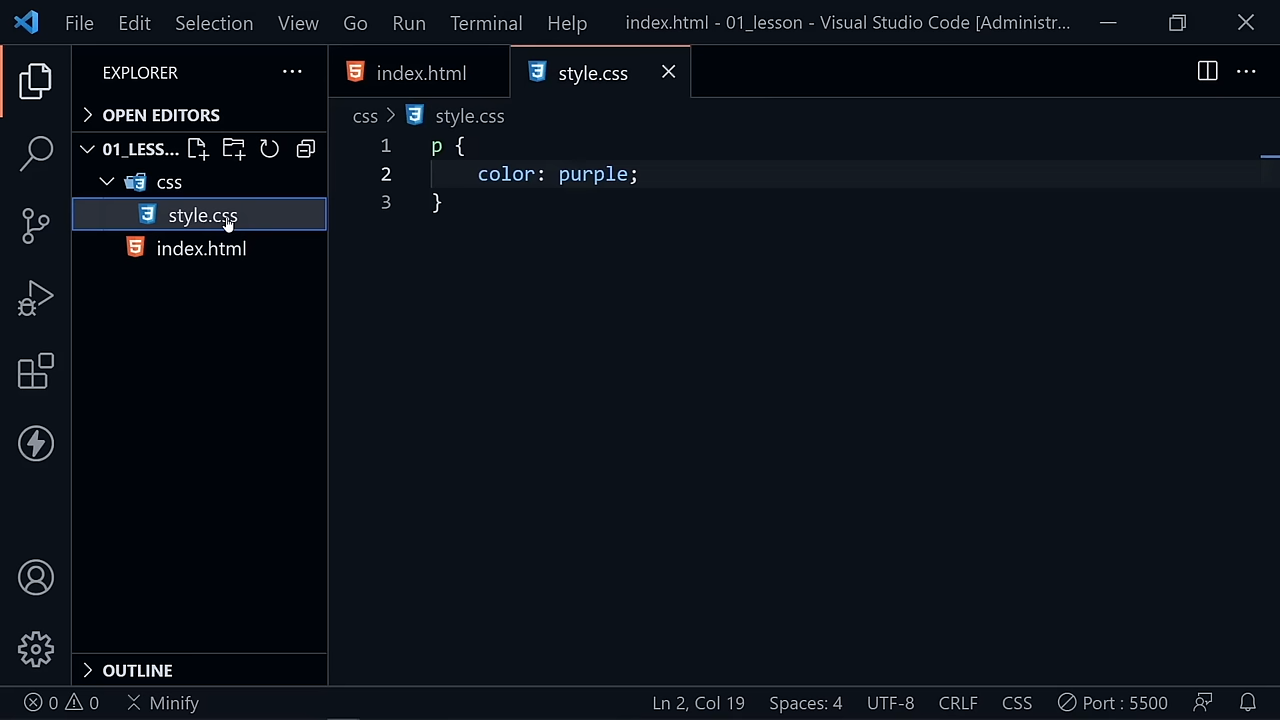 File Edit Selection View Go Run Terminal Help index.html - 01_lesson - Visual Studio Code [Administr...
EXPLORER
OPEN EDITORS
01_LESS...
css
style.css
index.html
OUTLINE
index.html style.css
css > style.css
1 p {
2 color: purple;
3 }
0 0 Minify Ln 2, Col 19 Spaces: 4 UTF-8 CRLF CSS Port : 5500